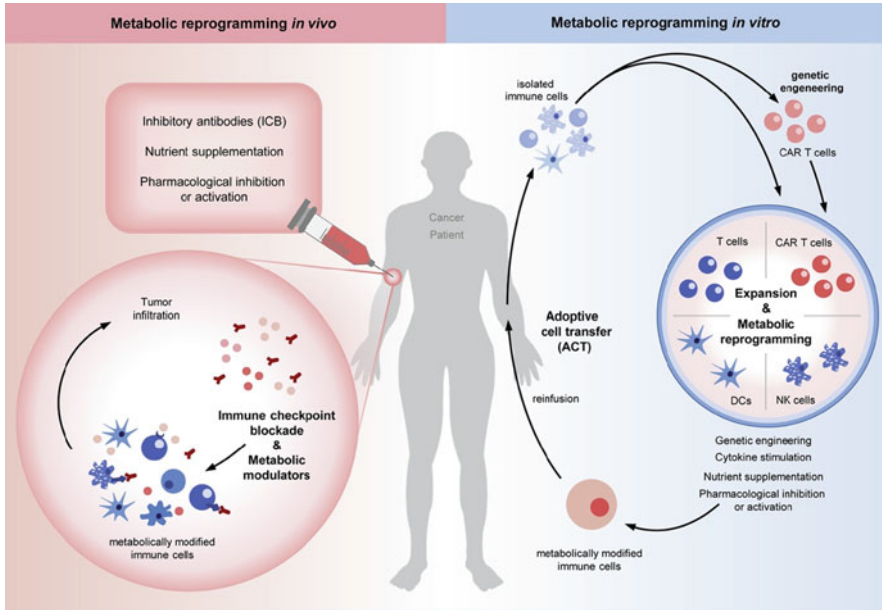 Metabolic reprogramming in vivo
Metabolic reprogramming in vitro
Inhibitory antibodies (ICB)
Nutrient supplementation
Pharmacological inhibition
or activation
Cancer
Patient
Tumor
infiltration
Immune checkpoint
blockade
&
Metabolic
modulators
metabolically modified
immune cells
isolated
immune cells
genetic
engeneering
CAR T cells
T cells
CAR T cells
Expansion
&
Metabolic
reprogramming
DCs
NK cells
Adoptive
cell transfer
(ACT)
reinfusion
Genetic engineering
Cytokine stimulation
Nutrient supplementation
Pharmacological inhibition
or activation
metabolically modified
immune cells